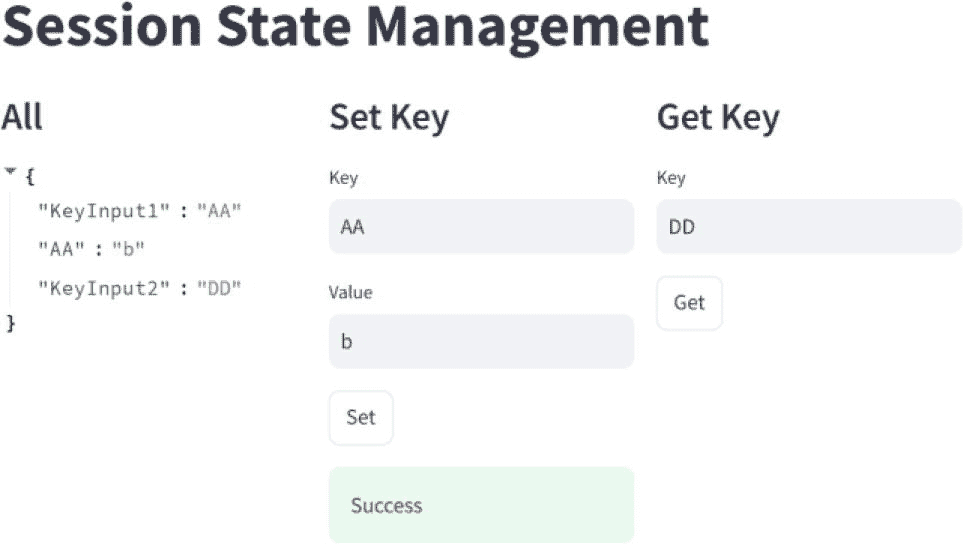 Session State Management
All
{
"KeyInput1" : "AA"
"AA" : "b"
"KeyInput2" : "DD"
}
Set Key
Key
AA
Value
b
Set
Success
Get Key
Key
DD
Get